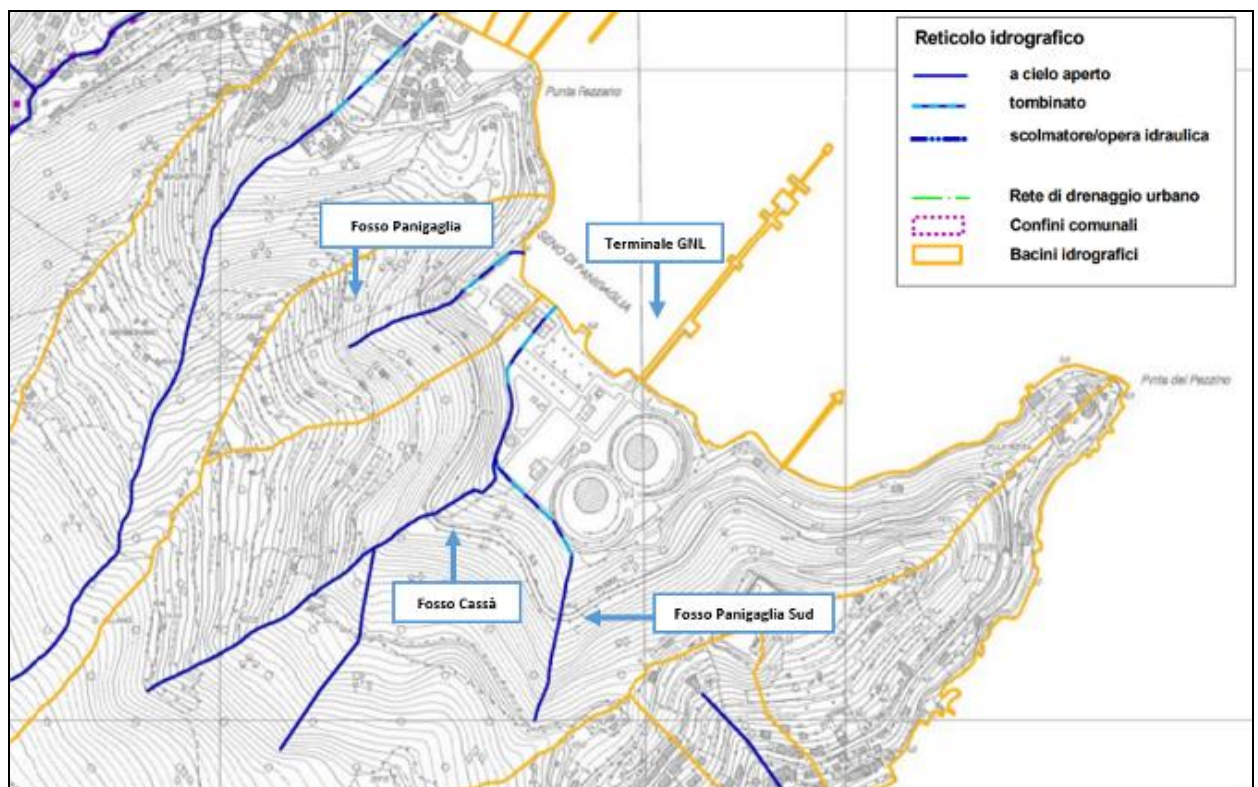 Reticolo idrografico
a cielo aperto
tombinato
scolmatore/opera idraulica
Rete di drenaggio urbano
Confini comunali
Bacini idrografici
Punta Pezzino
Fosso Panigaglia
SENO DI PANIGAGLIA
Terminale GNL
Punta del Pezzino
Fosso Cassà
Fosso Panigaglia Sud